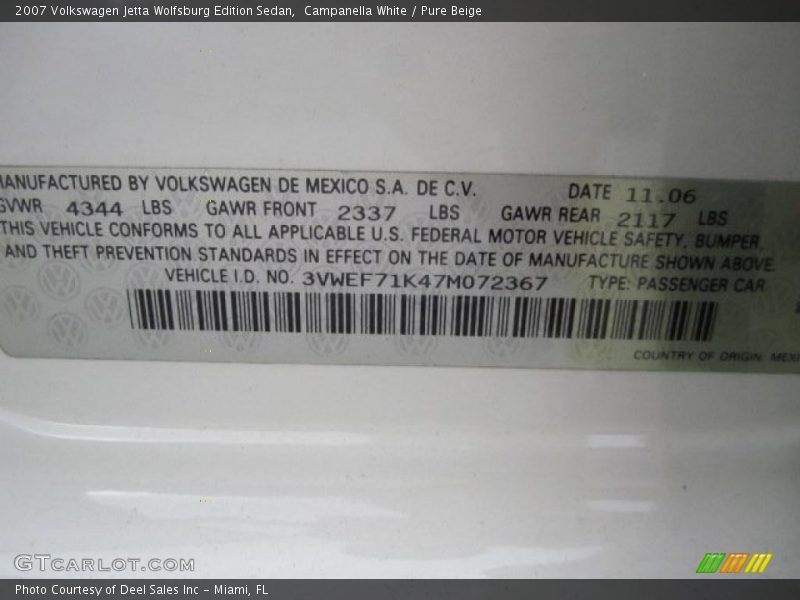 2007 Volkswagen Jetta Wolfsburg Edition Sedan,  Campanella White / Pure Beige
MANUFACTURED BY VOLKSWAGEN DE MEXICO S.A. DE C.V. DATE 11.06
GVWR 4344 LBS GAWR FRONT 2337 LBS GAWR REAR 2117 LBS
THIS VEHICLE CONFORMS TO ALL APPLICABLE U.S. FEDERAL MOTOR VEHICLE SAFETY, BUMPER,
AND THEFT PREVENTION STANDARDS IN EFFECT ON THE DATE OF MANUFACTURE SHOWN ABOVE.
VEHICLE I.D. NO. 3VWEF71K47M072367 TYPE: PASSENGER CAR
COUNTRY OF ORIGIN: MEXI
GTCARLOT.COM
Photo Courtesy of Deel Sales Inc - Miami, FL